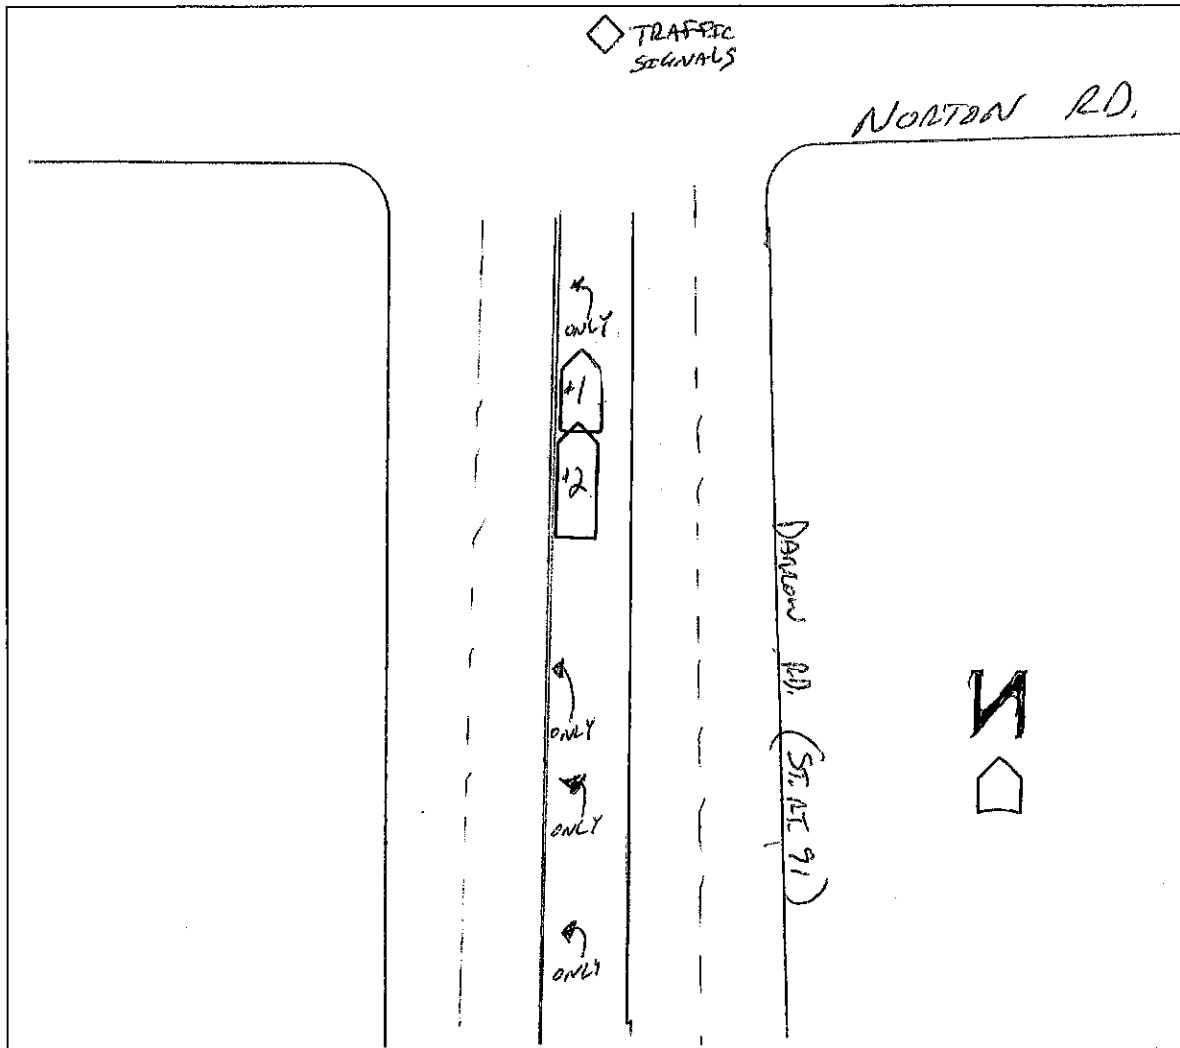 TRAFFIC
SIGNALS
NORTON RD.
ONLY
#1
#2
DARROW RD. (ST. RT. 91)
ONLY
ONLY
ONLY
N